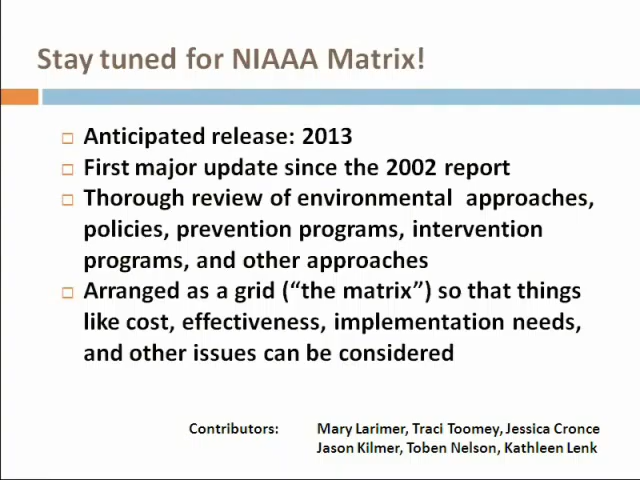 Stay tuned for NIAAA Matrix!
Anticipated release: 2013
First major update since the 2002 report
Thorough review of environmental approaches,
policies, prevention programs, intervention
programs, and other approaches
Arranged as a grid (“the matrix”) so that things
like cost, effectiveness, implementation needs,
and other issues can be considered
Contributors: Mary Larimer, Traci Toomey, Jessica Cronce
Jason Kilmer, Toben Nelson, Kathleen Lenk